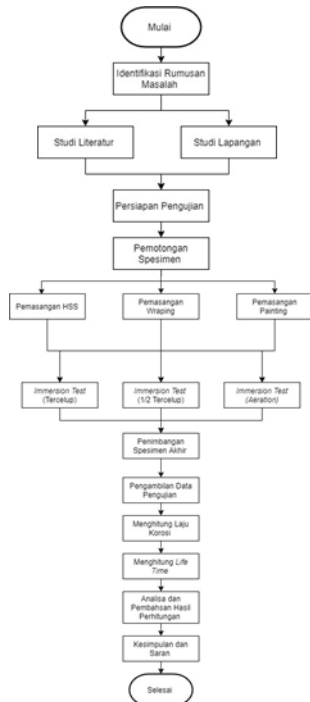 Mulai
Identifikasi Rumusan
Masalah
Studi Literatur
Studi Lapangan
Persiapan Pengujian
Pemotongan
Spesimen
Pemasangan HSS
Pemasangan
Wraping
Pemasangan
Painting
Immersion Test
(Tercelup)
Immersion Test
(1/2 Tercelup)
Immersion Test
(Aeration)
Penimbangan
Spesimen Akhir
Pengambilan Data
Pengujian
Menghitung Laju
Korosi
Menghitung Life
Time
Analisa dan
Pembahsan Hasil
Perhitungan
Kesimpulan dan
Saran
Selesai